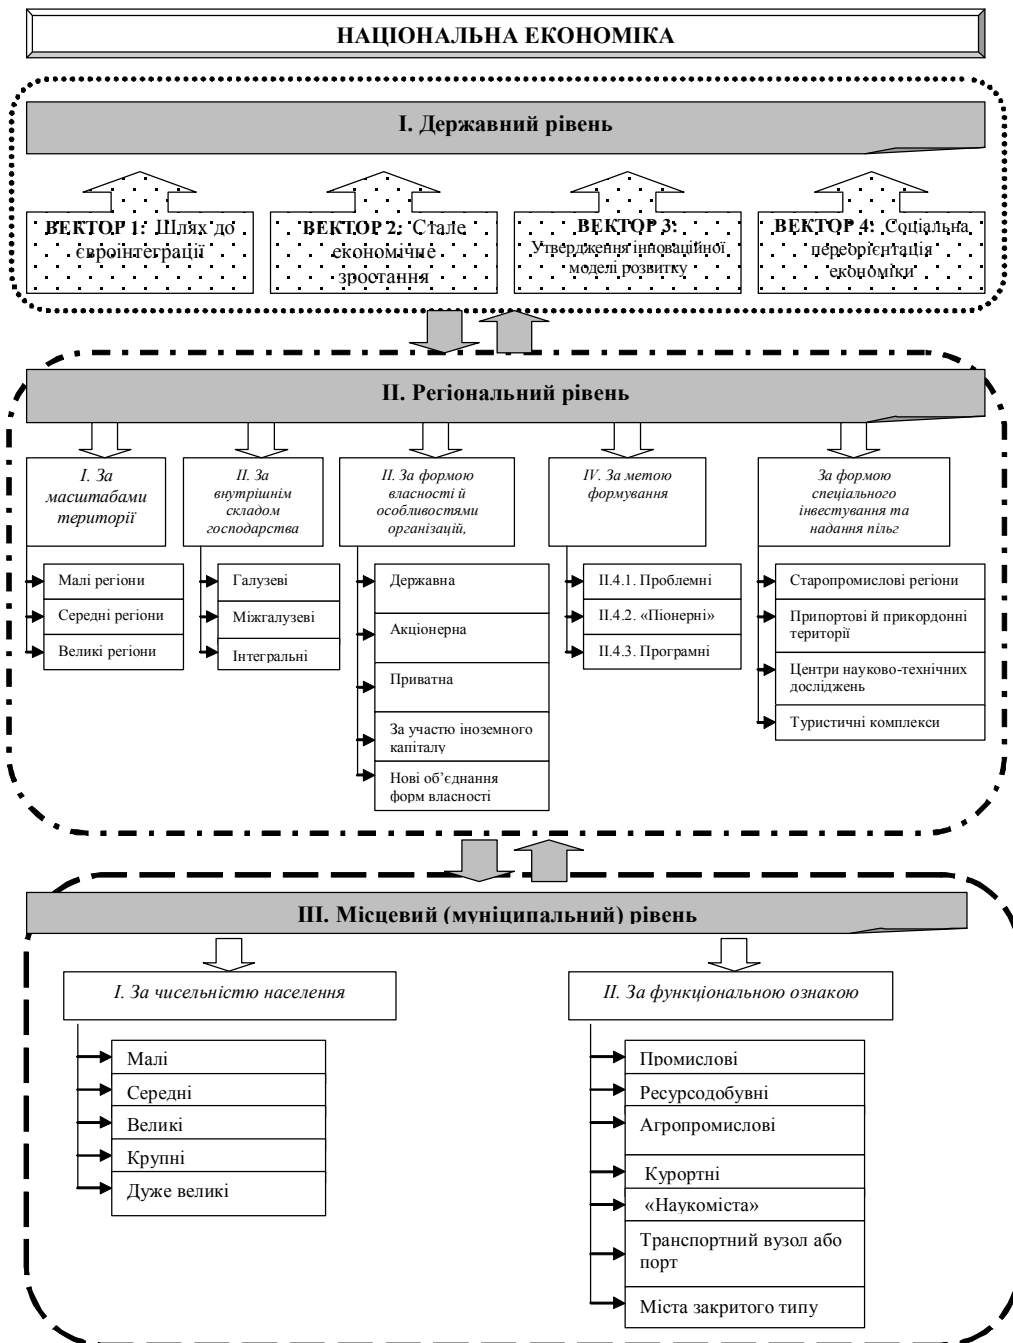 НАЦІОНАЛЬНА ЕКОНОМІКА
І. Державний рівень
ВЕКТОР 1: Шлях до
євроінтеграції
ВЕКТОР 2: Стале
економічне
зростання
ВЕКТОР 3:
Утвердження інноваційної
моделі розвитку
ВЕКТОР 4: Соціальна
переорієнтація
економіки
ІІ. Регіональний рівень
І. За
масштабами
території
ІІ. За
внутрішнім
складом
господарства
ІІ. За формою
власності й
особливостями
організацій,
IV. За метою
формування
За формою
спеціального
інвестування та
надання пільг
Малі регіони
Середні регіони
Великі регіони
Галузеві
Міжгалузеві
Інтегральні
Державна
Акціонерна
Приватна
За участю іноземного
капіталу
Нові об’єднання
форм власності
ІІ.4.1. Проблемні
ІІ.4.2. «Піонерні»
ІІ.4.3. Програмні
Старопромислові регіони
Припортові й прикордонні
території
Центри науково-технічних
досліджень
Туристичні комплекси
ІІІ. Місцевий (муніципальний) рівень
І. За чисельністю населення
ІІ. За функціональною ознакою
Малі
Середні
Великі
Крупні
Дуже великі
Промислові
Ресурсодобувні
Агропромислові
Курортні
«Наукоміста»
Транспортний вузол або
порт
Міста закритого типу